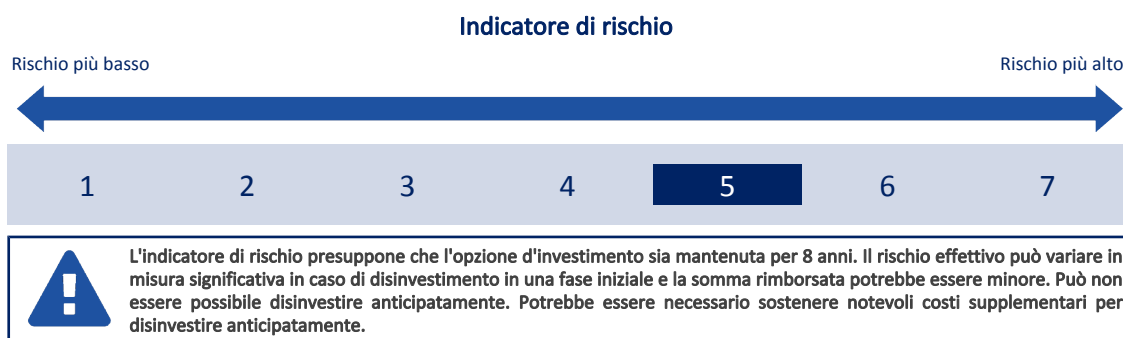 Indicatore di rischio
Rischio più basso
Rischio più alto
1 2 3 4 5 6 7
L'indicatore di rischio presuppone che l'opzione d'investimento sia mantenuta per 8 anni. Il rischio effettivo può variare in
misura significativa in caso di disinvestimento in una fase iniziale e la somma rimborsata potrebbe essere minore. Può non
essere possibile disinvestire anticipatamente. Potrebbe essere necessario sostenere notevoli costi supplementari per
disinvestire anticipatamente.